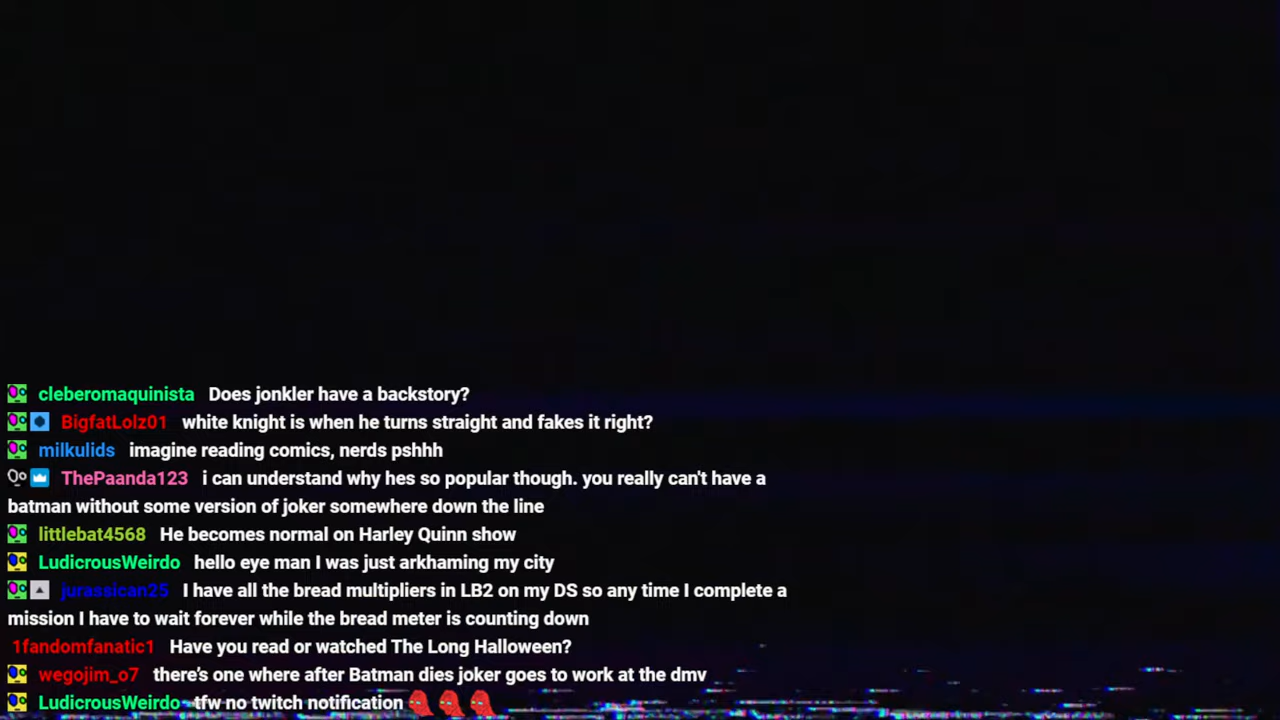 cleberomaquinista Does jonkler have a backstory?
BigfatLolz01 white knight is when he turns straight and fakes it right?
milkulids imagine reading comics, nerds pshhh
ThePaanda123 i can understand why hes so popular though. you really can't have a
batman without some version of joker somewhere down the line
littlebat4568 He becomes normal on Harley Quinn show
LudicrousWeirdo hello eye man I was just arkhaming my city
jurassican25 I have all the bread multipliers in LB2 on my DS so any time I complete a
mission I have to wait forever while the bread meter is counting down
1fandomfanatic1 Have you read or watched The Long Halloween?
wegojim_o7 there’s one where after Batman dies joker goes to work at the dmv
LudicrousWeirdo tfw no twitch notification